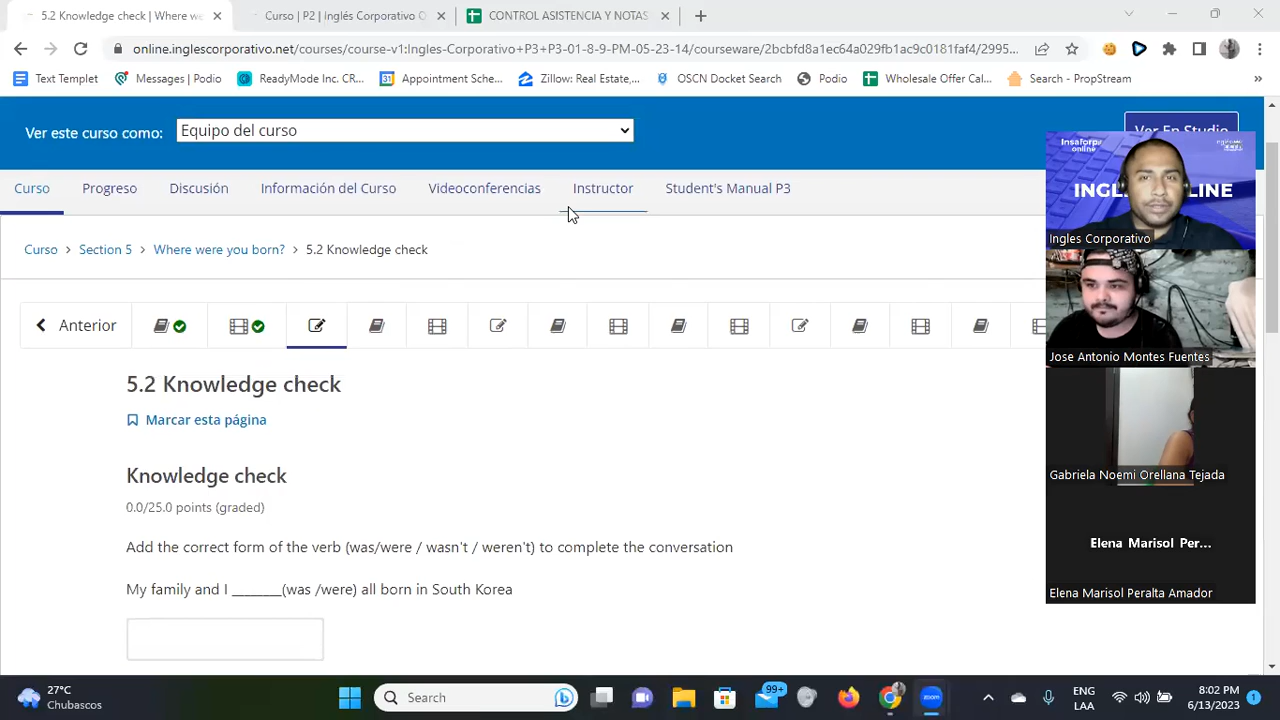 5.2 Knowledge check | Where we
Curso | P2 | Inglés Corporativo O
CONTROL ASISTENCIA Y NOTAS
online.inglescorporativo.net/courses/course-v1:Ingles-Corporativo+P3+P3-01-8-9-PM-05-23-14/courseware/2bcbfd8a1ec64a029fb1ac9c0181faf4/2995...
Text Templet
Messages | Podio
ReadyMode Inc. CR...
Appointment Sche...
Zillow: Real Estate,...
OSCN Docket Search
Podio
Wholesale Offer Cal...
Search - PropStream
»
Ver este curso como:
Equipo del curso
Ver En Studio
Curso
Progreso
Discusión
Información del Curso
Videoconferencias
Instructor
Student's Manual P3
INGL
LINE
Ingles Corporativo
Curso > Section 5 > Where were you born? > 5.2 Knowledge check
Anterior
Jose Antonio Montes Fuentes
5.2 Knowledge check
Marcar esta página
Knowledge check
Gabriela Noemi Orellana Tejada
0.0/25.0 points (graded)
Add the correct form of the verb (was/were / wasn't / weren't) to complete the conversation
Elena Marisol Per...
My family and I ________(was /were) all born in South Korea
Elena Marisol Peralta Amador
27°C
Chubascos
Search
99+
ENG
LAA
8:02 PM
6/13/2023
1